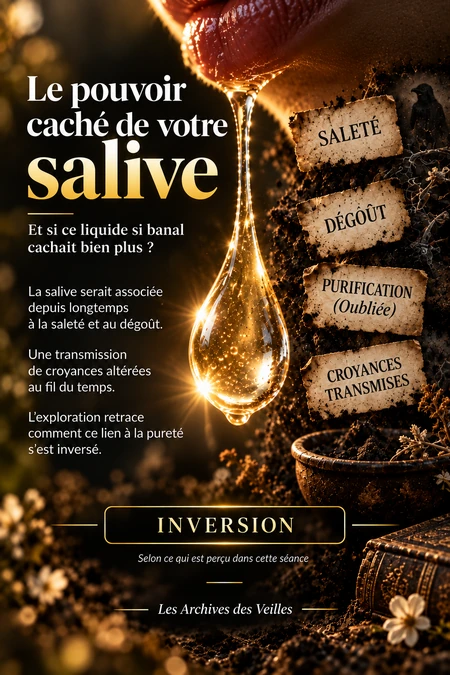 Le pouvoir
caché de votre
salive
Et si ce liquide si banal
cachait bien plus ?
La salive serait associée
depuis longtemps
à la saleté et au dégoût.
Une transmission
de croyances altérées
au fil du temps.
L'exploration retrace
comment ce lien à la pureté
s'est inversé.
SALETÉ
DÉGOÛT
PURIFICATION
(Oubliée)
CROYANCES
TRANSMISES
INVERSION
Selon ce qui est perçu dans cette séance
Les Archives des Veilles